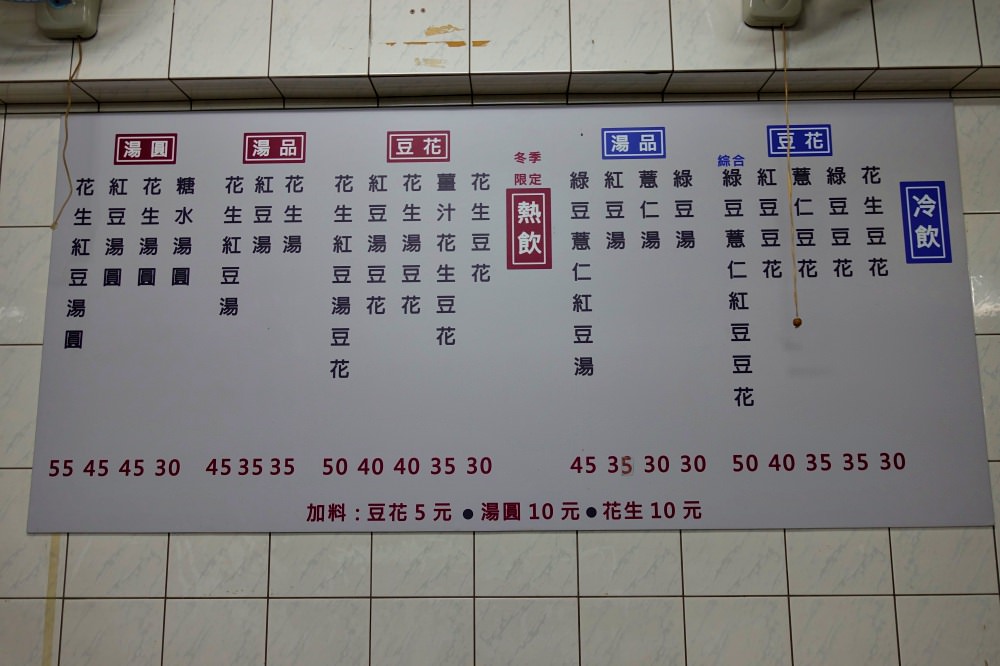 冷飲
豆花
花生豆花 30
綠豆豆花 35
薏仁豆花 35
紅豆豆花 40
綜合
綠豆薏仁紅豆豆花 50
湯品
綠豆湯 30
薏仁湯 30
紅豆湯 35
綠豆薏仁紅豆湯 45
冬季
限定
熱飲
豆花
花生豆花 30
薑汁花生豆花 35
花生湯豆花 40
紅豆湯豆花 40
花生紅豆湯豆花 50
湯品
花生湯 35
紅豆湯 35
花生紅豆湯 45
湯圓
糖水湯圓 30
花生湯圓 45
紅豆湯圓 45
花生紅豆湯圓 55
加料：豆花5元●湯圓10元●花生10元